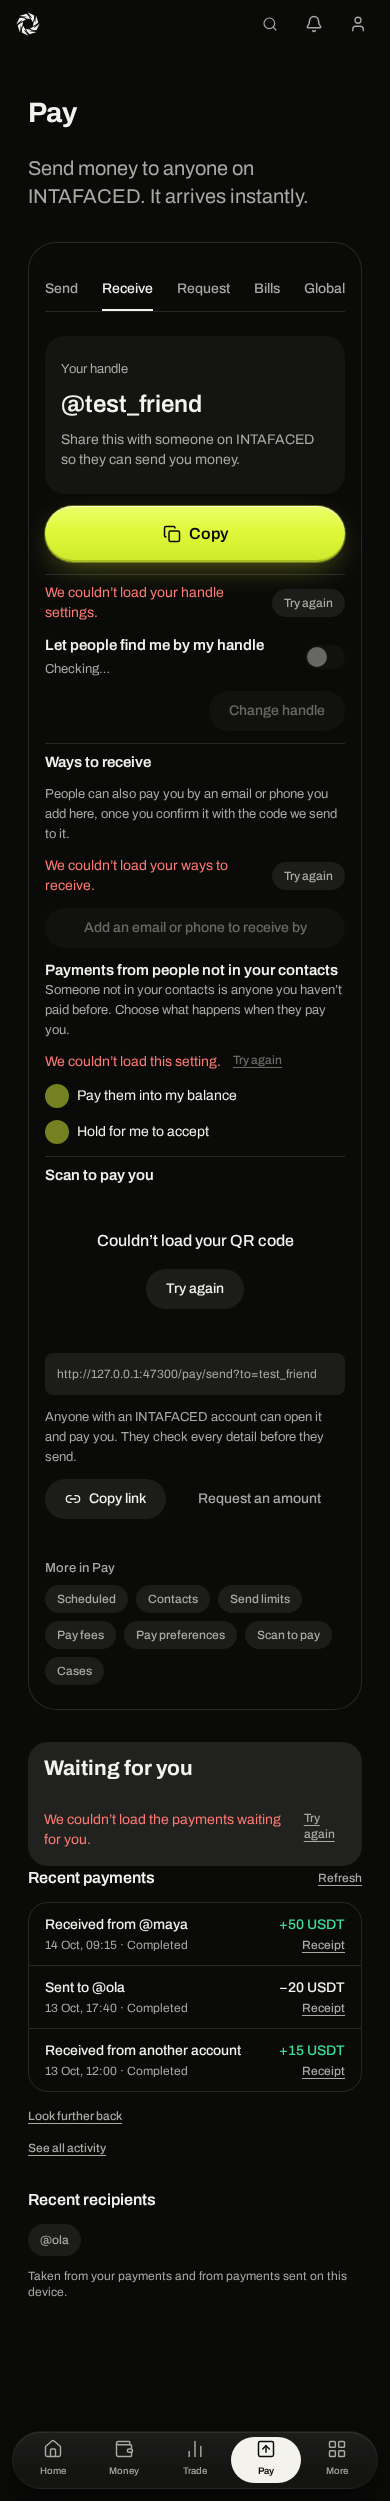 Pay
Send money to anyone on
INTAFACED. It arrives instantly.
Send Receive Request Bills Global
Your handle
@test_friend
Share this with someone on INTAFACED
so they can send you money.
Copy
We couldn’t load your handle
settings.
Try again
Let people find me by my handle
Checking…
Change handle
Ways to receive
People can also pay you by an email or phone you
add here, once you confirm it with the code we send
to it.
We couldn’t load your ways to
receive.
Try again
Add an email or phone to receive by
Payments from people not in your contacts
Someone not in your contacts is anyone you haven’t
paid before. Choose what happens when they pay
you.
We couldn’t load this setting. Try again
Pay them into my balance
Hold for me to accept
Scan to pay you
Couldn’t load your QR code
Try again
http://127.0.0.1:47300/pay/send?to=test_friend
Anyone with an INTAFACED account can open it
and pay you. They check every detail before they
send.
Copy link Request an amount
More in Pay
Scheduled Contacts Send limits
Pay fees Pay preferences Scan to pay
Cases
Waiting for you
We couldn’t load the payments waiting
for you.
Try
again
Recent payments Refresh
Received from @maya +50 USDT
14 Oct, 09:15 · Completed Receipt
Sent to @ola −20 USDT
13 Oct, 17:40 · Completed Receipt
Received from another account +15 USDT
13 Oct, 12:00 · Completed Receipt
Look further back
See all activity
Recent recipients
@ola
Taken from your payments and from payments sent on this
device.
Home Money Trade Pay More